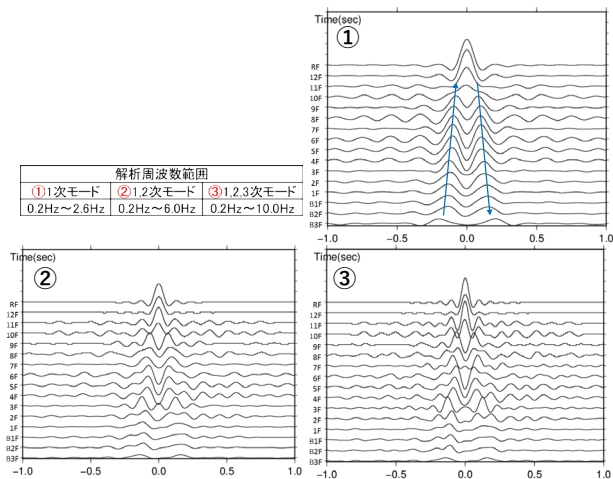 Time(sec)
①
RF
12F
11F
10F
9F
8F
7F
6F
5F
4F
3F
2F
1F
B1F
B2F
B3F
−1.0 −0.5 0.0 0.5 1.0
解析周波数範囲
①1次モード ②1,2次モード ③1,2,3次モード
0.2Hz～2.6Hz 0.2Hz～6.0Hz 0.2Hz～10.0Hz
Time(sec)
②
RF
12F
11F
10F
9F
8F
7F
6F
5F
4F
3F
2F
1F
B1F
B2F
B3F
−1.0 −0.5 0.0 0.5 1.0
Time(sec)
③
RF
12F
11F
10F
9F
8F
7F
6F
5F
4F
3F
2F
1F
B1F
B2F
B3F
−1.0 −0.5 0.0 0.5 1.0